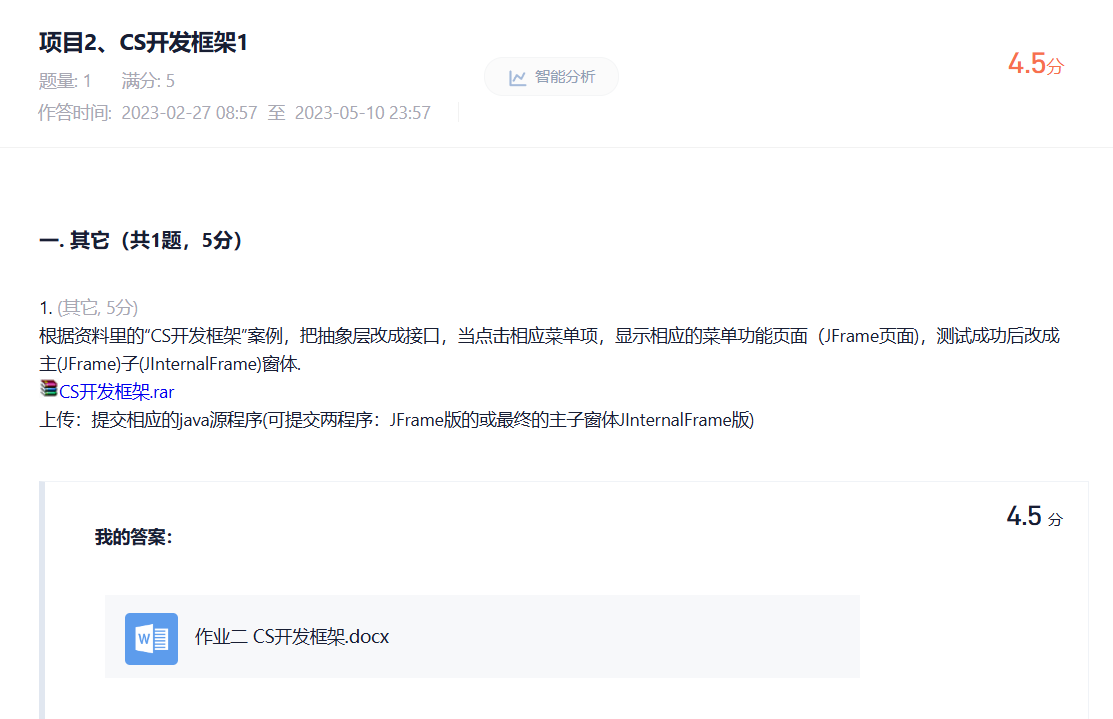 项目2、CS开发框架1
题量: 1 满分: 5
作答时间: 2023-02-27 08:57 至 2023-05-10 23:57
智能分析
4.5分
一. 其它（共1题，5分）
1. (其它, 5分)
根据资料里的“CS开发框架”案例，把抽象层改成接口，当点击相应菜单项，显示相应的菜单功能页面（JFrame页面)，测试成功后改成
主(JFrame)子(JInternalFrame)窗体.
CS开发框架.rar
上传：提交相应的java源程序(可提交两程序：JFrame版的或最终的主子窗体JInternalFrame版)
4.5 分
我的答案：
W
作业二 CS开发框架.docx